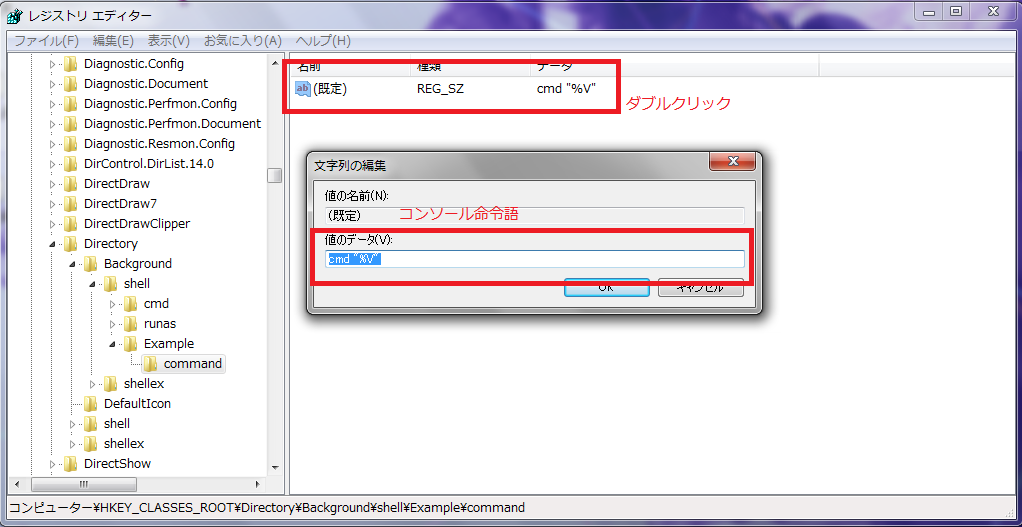 レジストリ エディター
ファイル(F) 編集(E) 表示(V) お気に入り(A) ヘルプ(H)
Diagnostic.Config
Diagnostic.Document
Diagnostic.Perfmon.Config
Diagnostic.Perfmon.Document
Diagnostic.Resmon.Config
DirControl.DirList.14.0
DirectDraw
DirectDraw7
DirectDrawClipper
Directory
Background
shell
cmd
runas
Example
command
shellex
DefaultIcon
shell
shellex
DirectShow
名前 種類 データ
ab (既定) REG_SZ cmd "%V"
ダブルクリック
文字列の編集
値の名前(N):
(既定)
コンソール命令語
値のデータ(V):
cmd "%V"
OK キャンセル
コンピューター¥HKEY_CLASSES_ROOT¥Directory¥Background¥shell¥Example¥command